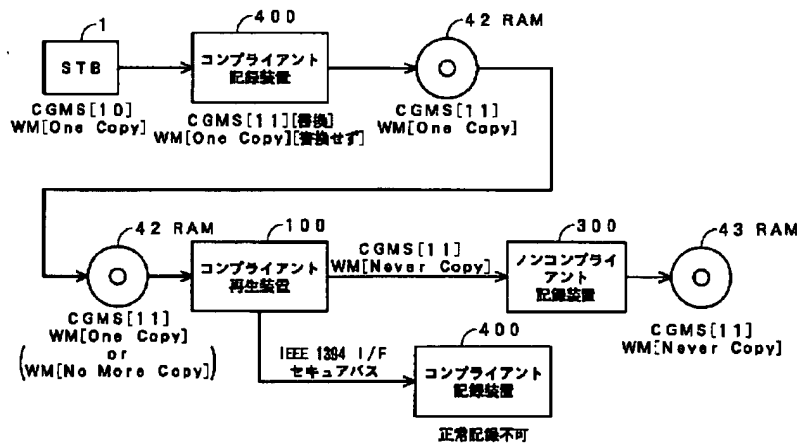 1
STB
CGMS[10]
WM[One Copy]
400
コンプライアント
記録装置
CGMS[11][書換]
WM[One Copy][書換せず]
42 RAM
CGMS[11]
WM[One Copy]
42 RAM
CGMS[11]
WM[One Copy]
or
(WM[No More Copy])
100
コンプライアント
再生装置
CGMS[11]
WM[Never Copy]
300
ノンコンプライ
アント
記録装置
43 RAM
CGMS[11]
WM[Never Copy]
IEEE 1394 I/F
セキュアバス
400
コンプライアント
記録装置
正常記録不可